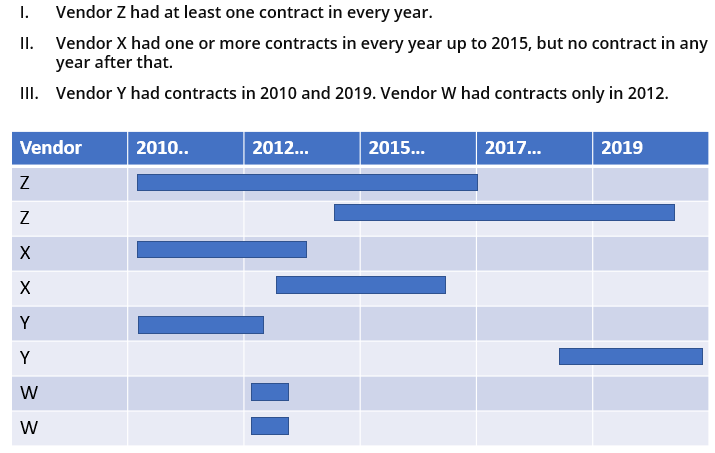 I. Vendor Z had at least one contract in every year.
II. Vendor X had one or more contracts in every year up to 2015, but no contract in any
year after that.
III. Vendor Y had contracts in 2010 and 2019. Vendor W had contracts only in 2012.
Vendor 2010.. 2012... 2015... 2017... 2019
Z
Z
X
X
Y
Y
W
W